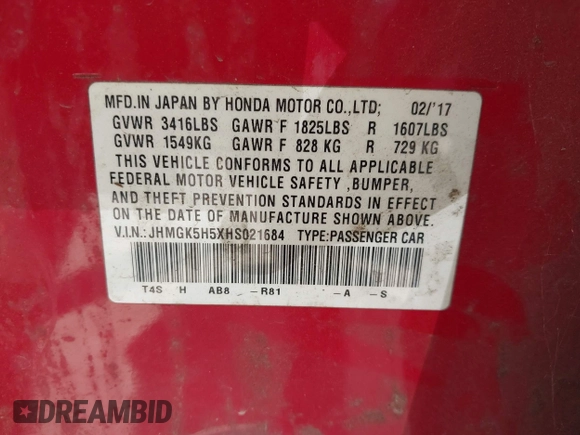 MFD.IN JAPAN BY HONDA MOTOR CO.,LTD; 02/'17
GVWR 3416LBS GAWR F 1825LBS R 1607LBS
GVWR 1549KG GAWR F 828 KG R 729 KG
THIS VEHICLE CONFORMS TO ALL APPLICABLE
FEDERAL MOTOR VEHICLE SAFETY ,BUMPER,
AND THEFT PREVENTION STANDARDS IN EFFECT
ON THE DATE OF MANUFACTURE SHOWN ABOVE.
V.I.N.: JHMGK5H5XHS021684 TYPE:PASSENGER CAR
T4S H AB8 --R81 -A -S
DREAMBID